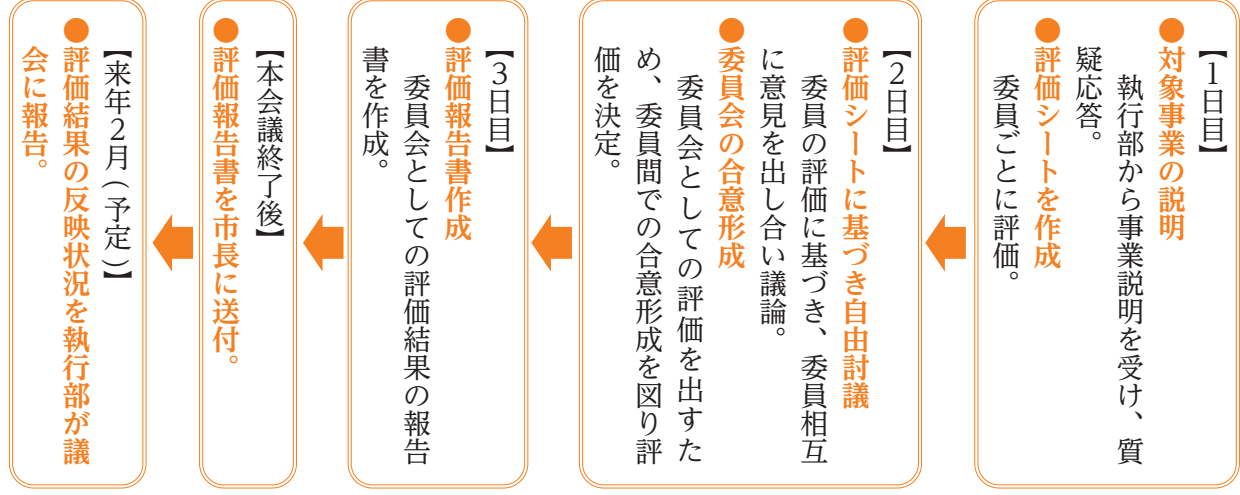 【1日目】
●対象事業の説明
執行部から事業説明を受け、質
疑応答。
●評価シートを作成
委員ごとに評価。
【2日目】
●評価シートに基づき自由討議
委員の評価に基づき、委員相互
に意見を出し合い議論。
●委員会の合意形成
委員会としての評価を出すた
め、委員間での合意形成を図り評
価を決定。
【3日目】
●評価報告書作成
委員会としての評価結果の報告
書を作成。
【本会議終了後】
●評価報告書を市長に送付。
【来年2月(予定)】
●評価結果の反映状況を執行部が議
会に報告。